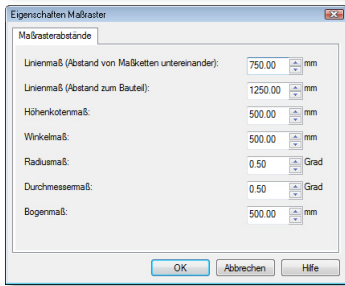 Eigenschaften Maßraster
Maßrasterabstände
Linienmaß (Abstand von Maßketten untereinander): 750.00 mm
Linienmaß (Abstand zum Bauteil): 1250.00 mm
Höhenkotenmaß: 500.00 mm
Winkelmaß: 500.00 mm
Radiusmaß: 0.50 Grad
Durchmessermaß: 0.50 Grad
Bogenmaß: 500.00 mm
OK Abbrechen Hilfe